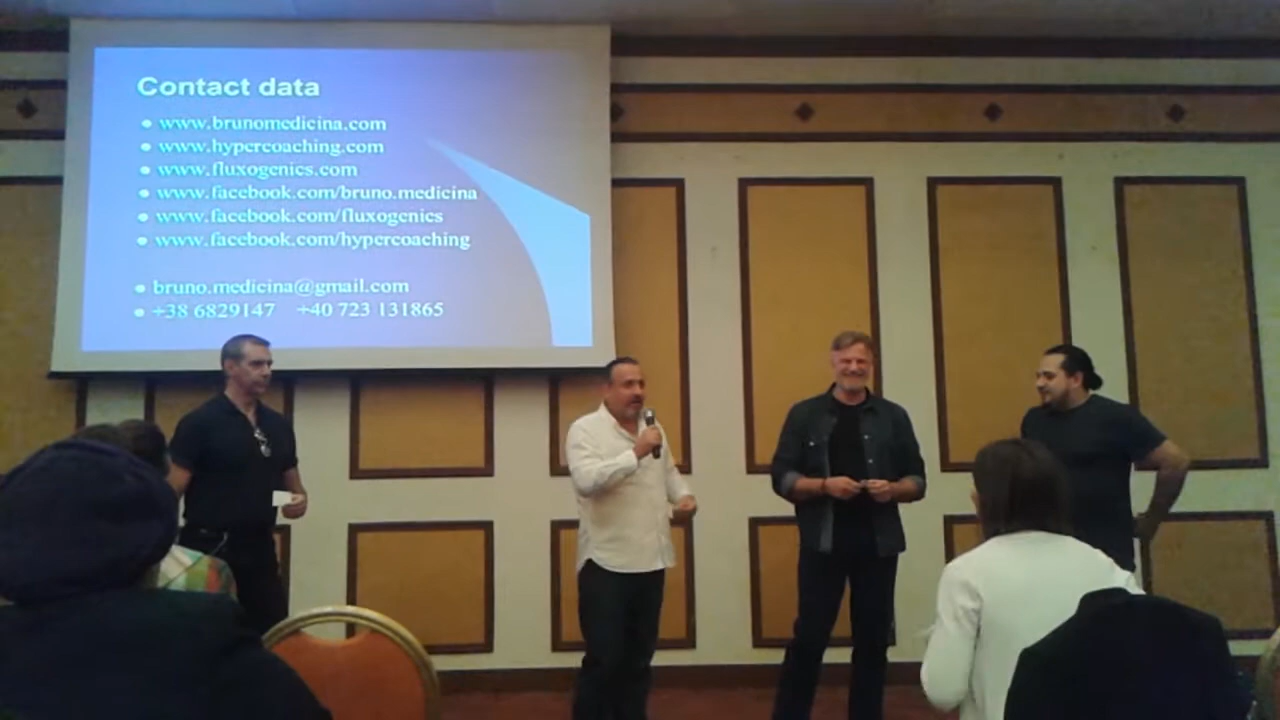 Contact data
www.brunomedicina.com
www.hypercoaching.com
www.fluxogenics.com
www.facebook.com/bruno.medicina
www.facebook.com/fluxogenics
www.facebook.com/hypercoaching
bruno.medicina@gmail.com
+38 6829147 +40 723 131865